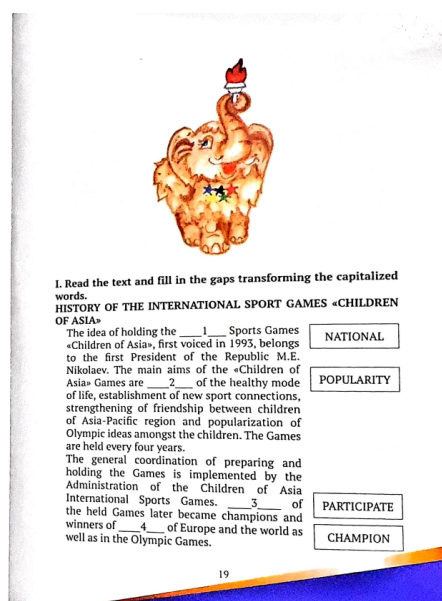 I. Read the text and fill in the gaps transforming the capitalized
words.
HISTORY OF THE INTERNATIONAL SPORT GAMES «CHILDREN
OF ASIA»
The idea of holding the ____1___ Sports Games
«Children of Asia», first voiced in 1993, belongs
to the first President of the Republic M.E.
Nikolaev. The main aims of the «Children of
Asia» Games are ____2__ of the healthy mode
of life, establishment of new sport connections,
strengthening of friendship between children
of Asia-Pacific region and popularization of
Olympic ideas amongst the children. The Games
are held every four years.
The general coordination of preparing and
holding the Games is implemented by the
Administration of the Children of Asia
International Sports Games. ____3____ of
the held Games later became champions and
winners of ____4__ of Europe and the world as
well as in the Olympic Games.
NATIONAL
POPULARITY
PARTICIPATE
CHAMPION
19